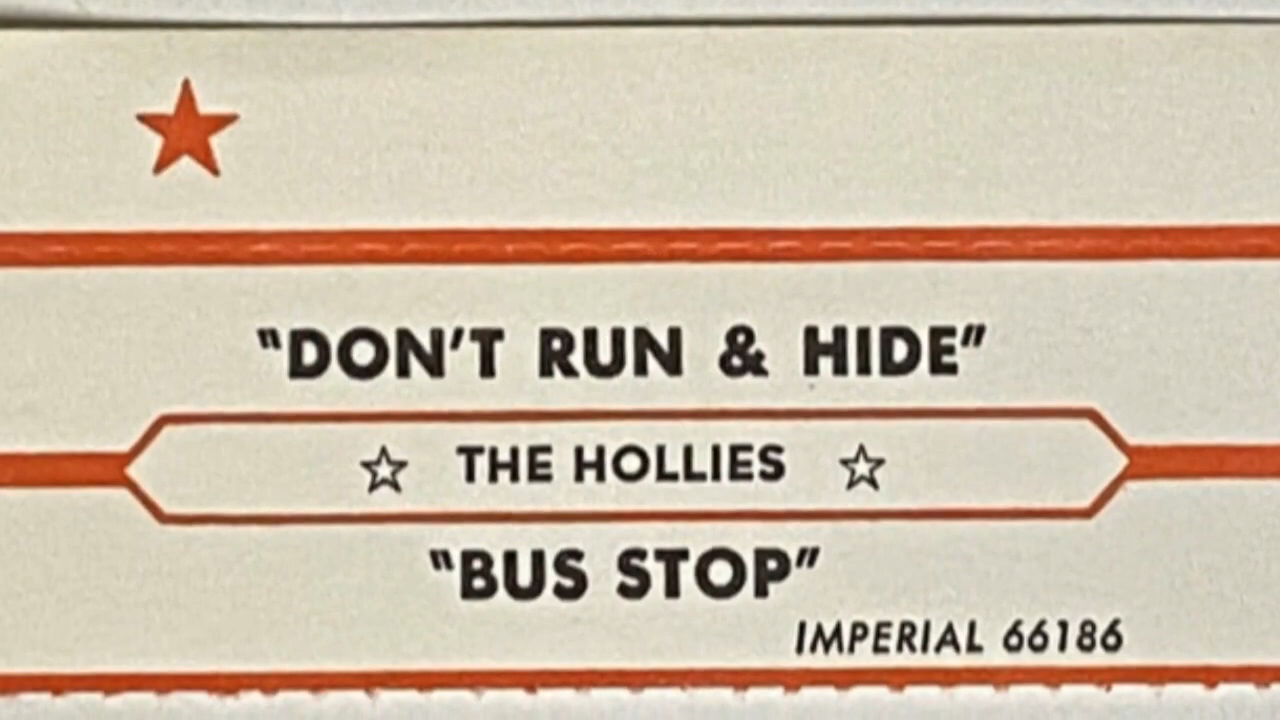 "DON'T RUN & HIDE"
☆ THE HOLLIES ☆
"BUS STOP"
IMPERIAL 66186